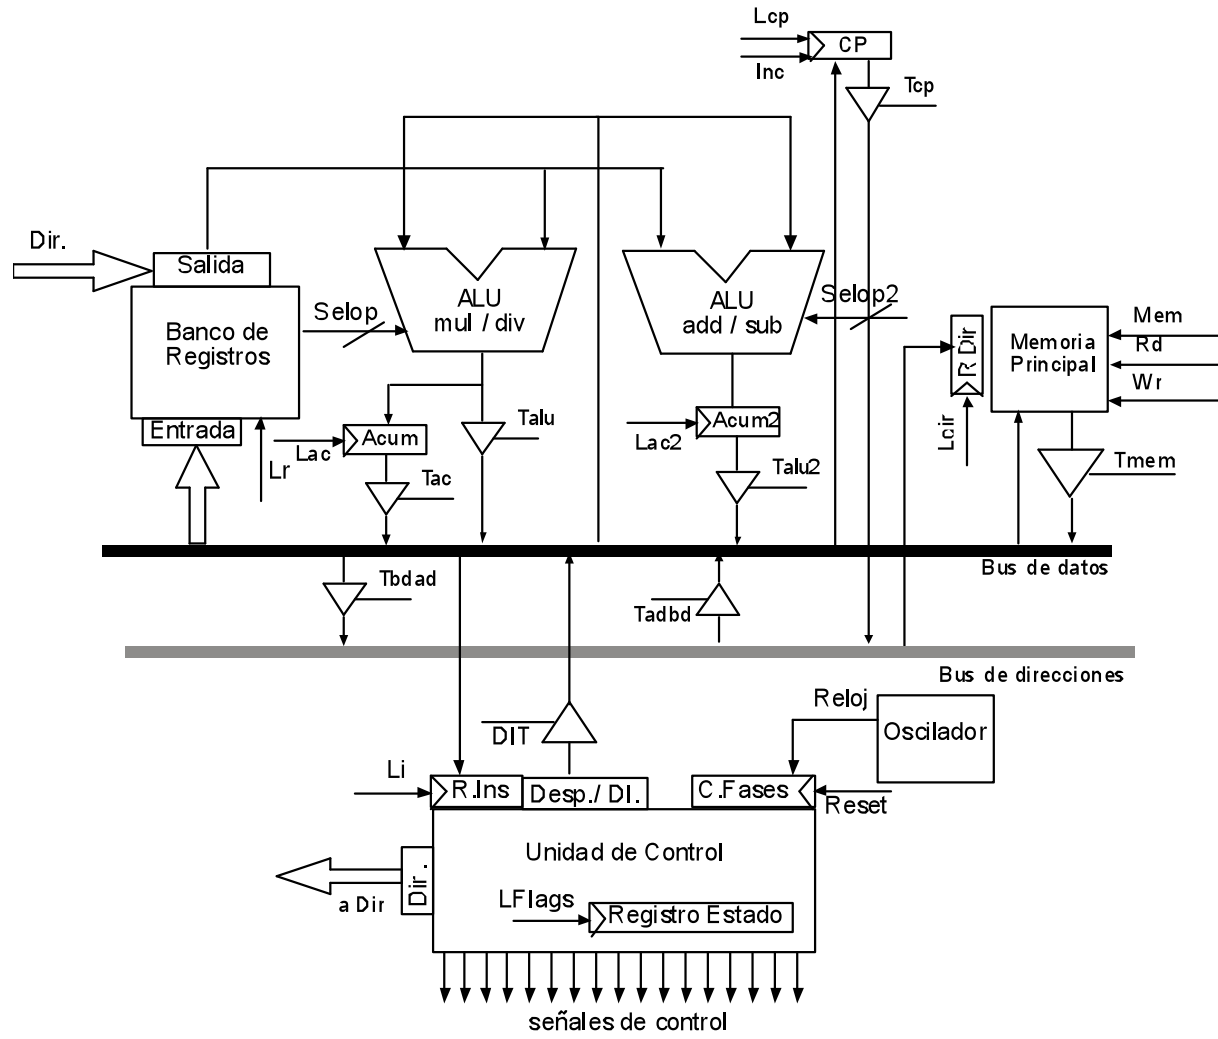 Lcp
CP
Inc
Tcp
Dir.
Salida
Banco de
Registros
Entrada
Lr
Selop
ALU
mul / div
ALU
add / sub
Selop2
R Dir
Lcir
Memoria
Principal
Mem
Rd
Wr
Tmem
Lac
Acum
Tac
Talu
Lac2
Acum2
Talu2
Bus de datos
Tbdad
Tadbd
Bus de direcciones
DIT
Reloj
Oscilador
Li
R.Ins
Desp./ DI.
C.Fases
Reset
Unidad de Control
Dir .
a Dir
LFlags
Registro Estado
señales de control